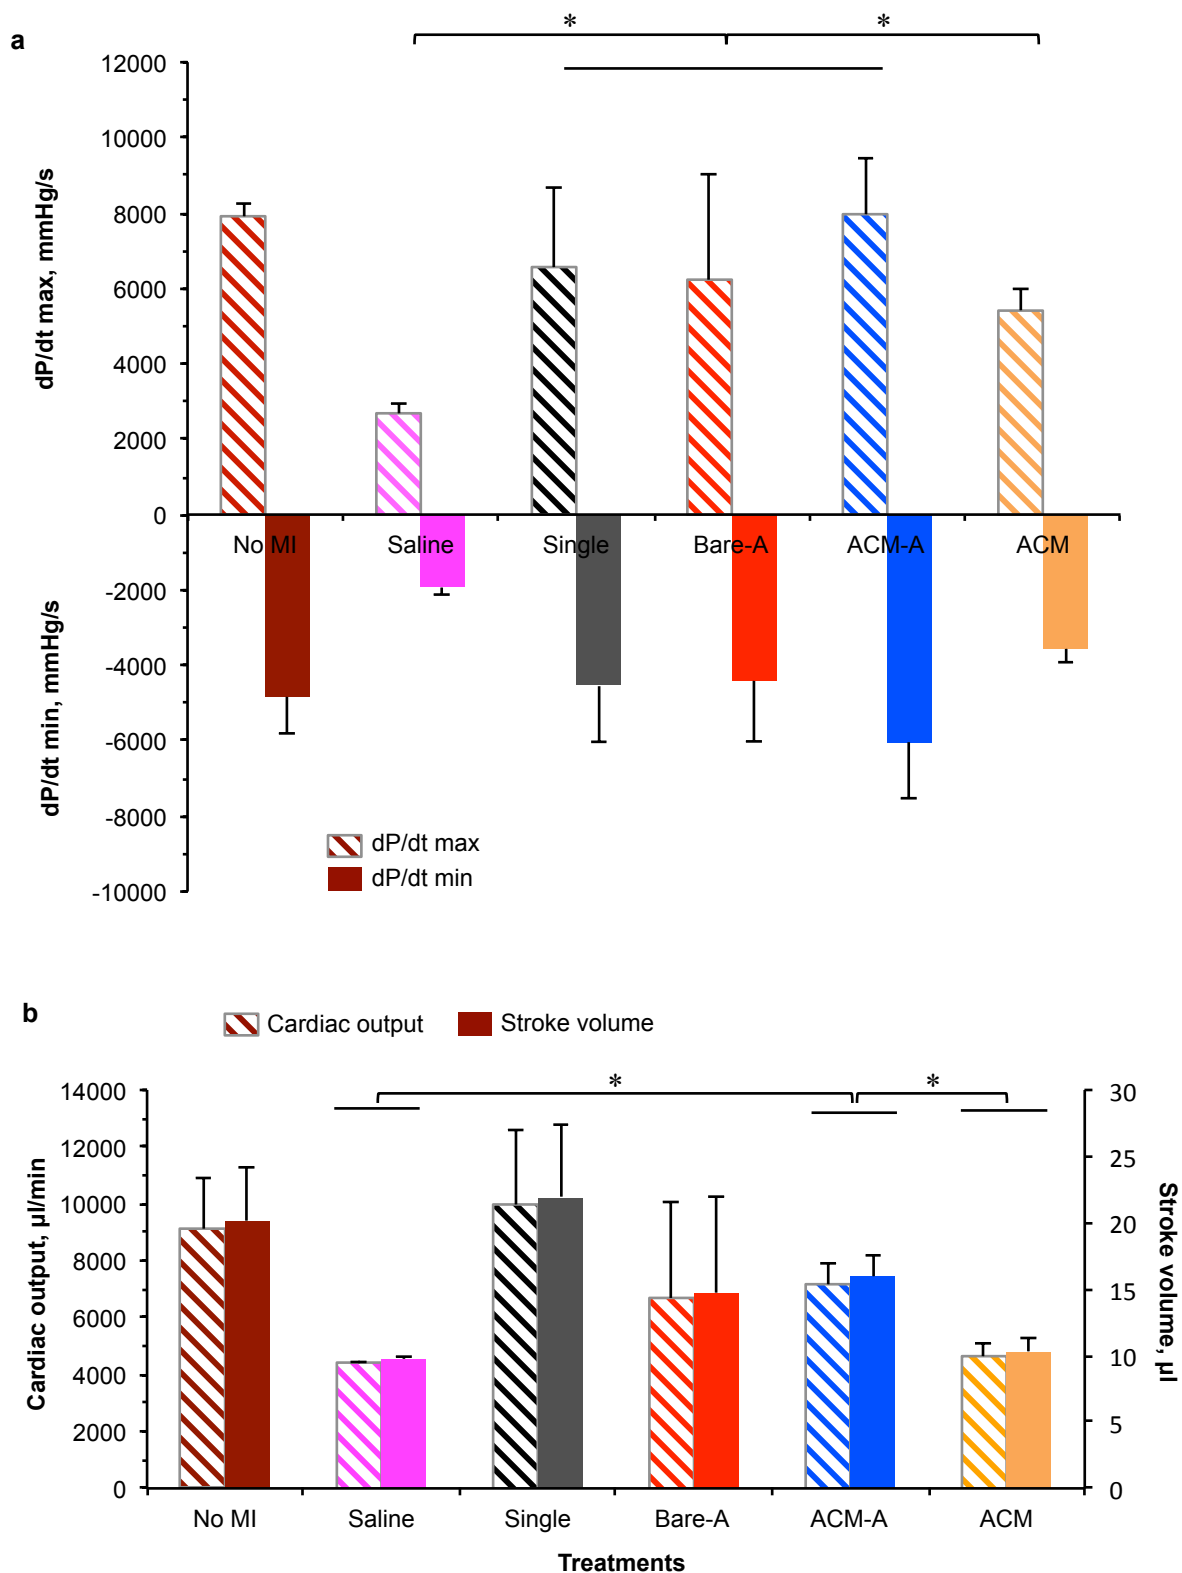 a
* *
12000
10000
8000
6000
4000
2000
0
-2000
-4000
-6000
-8000
-10000
dP/dt max, mmHg/s
dP/dt min, mmHg/s
No MI Saline Single Bare-A ACM-A ACM
dP/dt max
dP/dt min
b
Cardiac output Stroke volume
* *
14000
12000
10000
8000
6000
4000
2000
0
Cardiac output, µl/min
30
25
20
15
10
5
0
Stroke volume, µl
No MI Saline Single Bare-A ACM-A ACM
Treatments